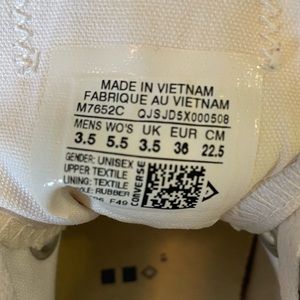 MADE IN VIETNAM
FABRIQUE AU VIETNAM
M7652C QJSJD5X000508
MENS WO'S UK EUR CM
3.5 5.5 3.5 36 22.5
GENDER: UNISEX
UPPER TEXTILE
LINING: TEXTILE
RUBBER
CONVERSE